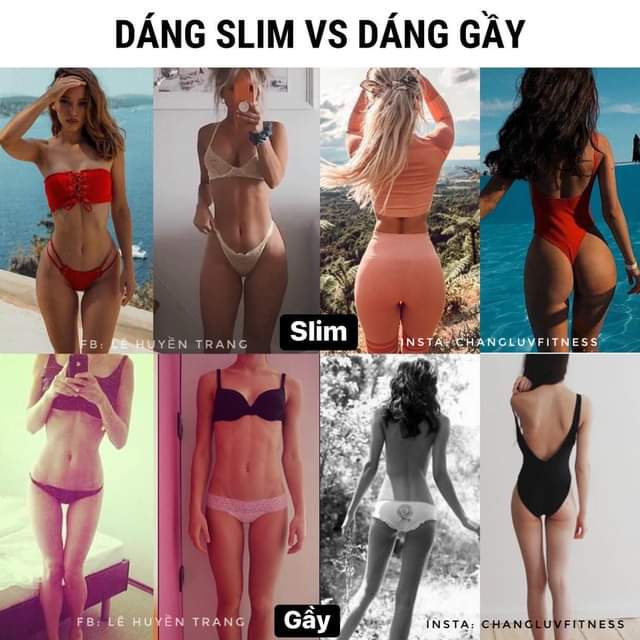 DÁNG SLIM VS DÁNG GẦY
FB: LÊ HUYỀN TRANG
Slim
INSTA: CHANGLUVFITNESS
FB: LÊ HUYỀN TRANG
Gầy
INSTA: CHANGLUVFITNESS